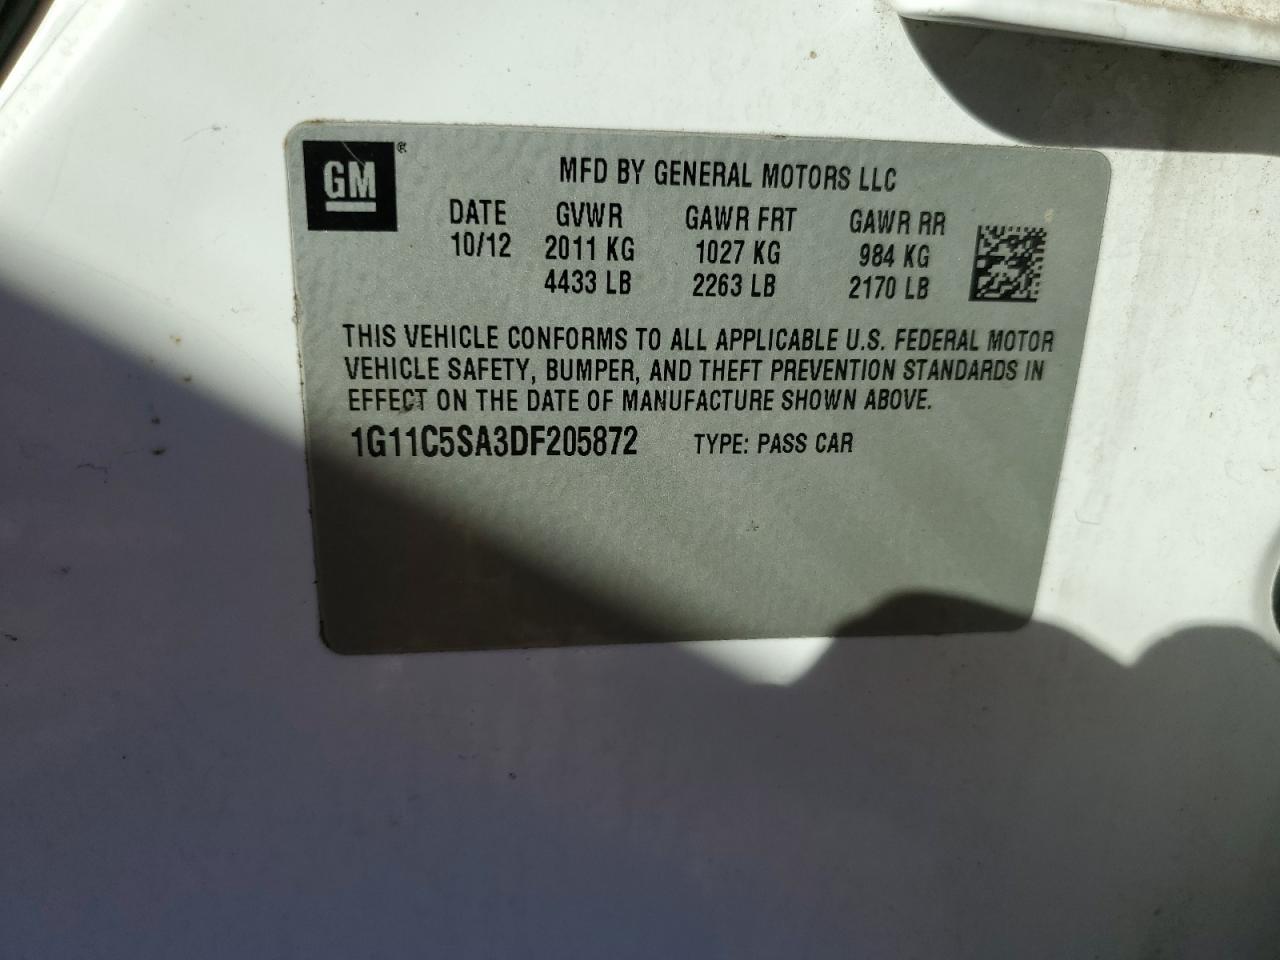 GM®
MFD BY GENERAL MOTORS LLC
DATE GVWR GAWR FRT GAWR RR
10/12 2011 KG 1027 KG 984 KG
4433 LB 2263 LB 2170 LB
THIS VEHICLE CONFORMS TO ALL APPLICABLE U.S. FEDERAL MOTOR
VEHICLE SAFETY, BUMPER, AND THEFT PREVENTION STANDARDS IN
EFFECT ON THE DATE OF MANUFACTURE SHOWN ABOVE.
1G11C5SA3DF205872 TYPE: PASS CAR